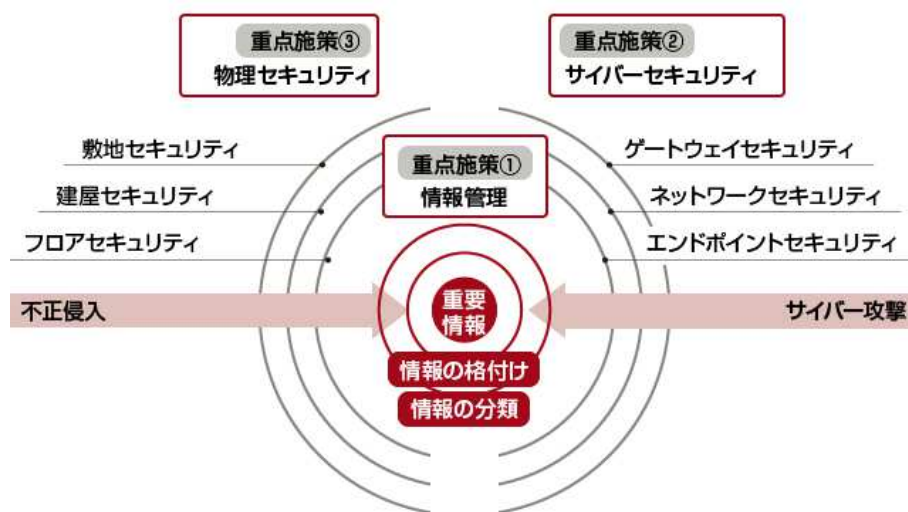 重点施策③
物理セキュリティ
重点施策②
サイバーセキュリティ
敷地セキュリティ
建屋セキュリティ
フロアセキュリティ
重点施策①
情報管理
ゲートウェイセキュリティ
ネットワークセキュリティ
エンドポイントセキュリティ
不正侵入
重要
情報
サイバー攻撃
情報の格付け
情報の分類